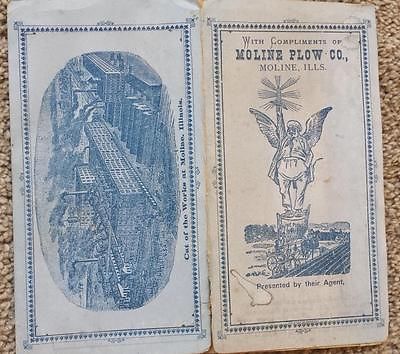 Cut of the Works at Moline, Illinois.
With Compliments of
MOLINE PLOW CO.,
MOLINE, ILLS.
Presented by their Agent,